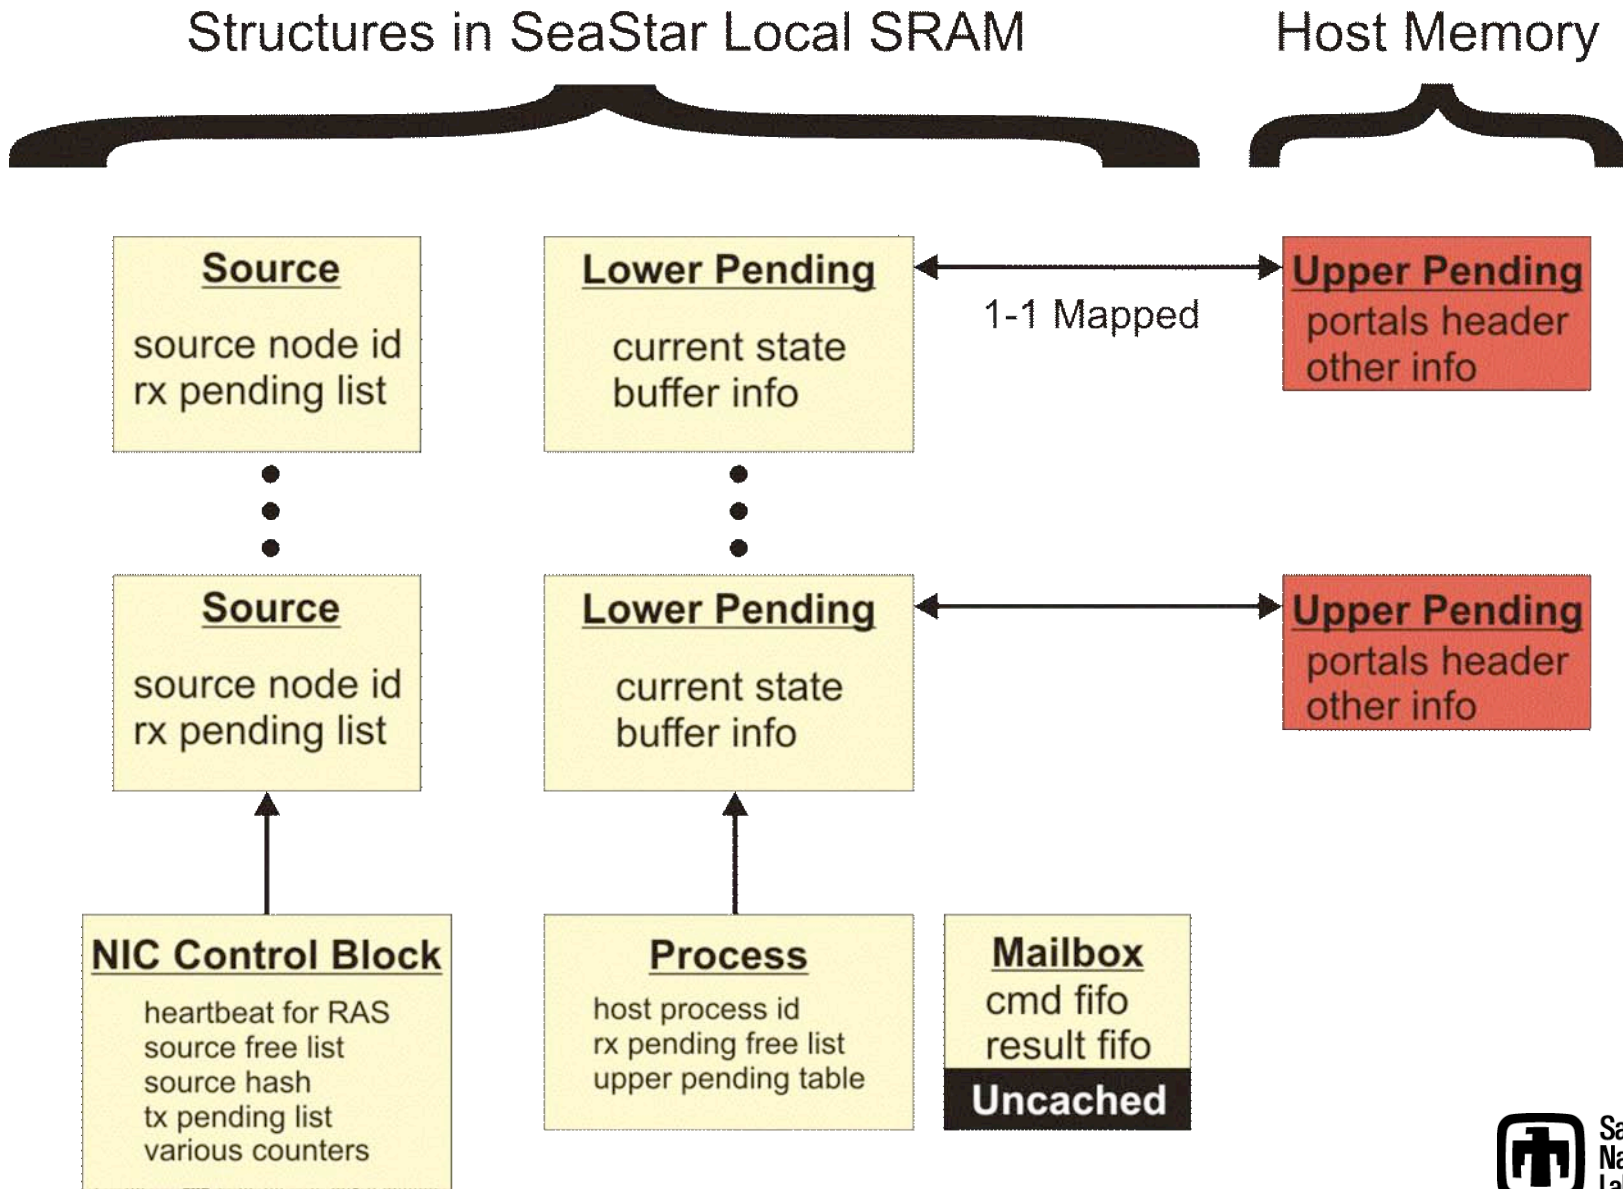 Structures in SeaStar Local SRAM
Host Memory
Source
source node id
rx pending list
Lower Pending
current state
buffer info
1-1 Mapped
Upper Pending
portals header
other info
Source
source node id
rx pending list
Lower Pending
current state
buffer info
Upper Pending
portals header
other info
NIC Control Block
heartbeat for RAS
source free list
source hash
tx pending list
various counters
Process
host process id
rx pending free list
upper pending table
Mailbox
cmd fifo
result fifo
Uncached